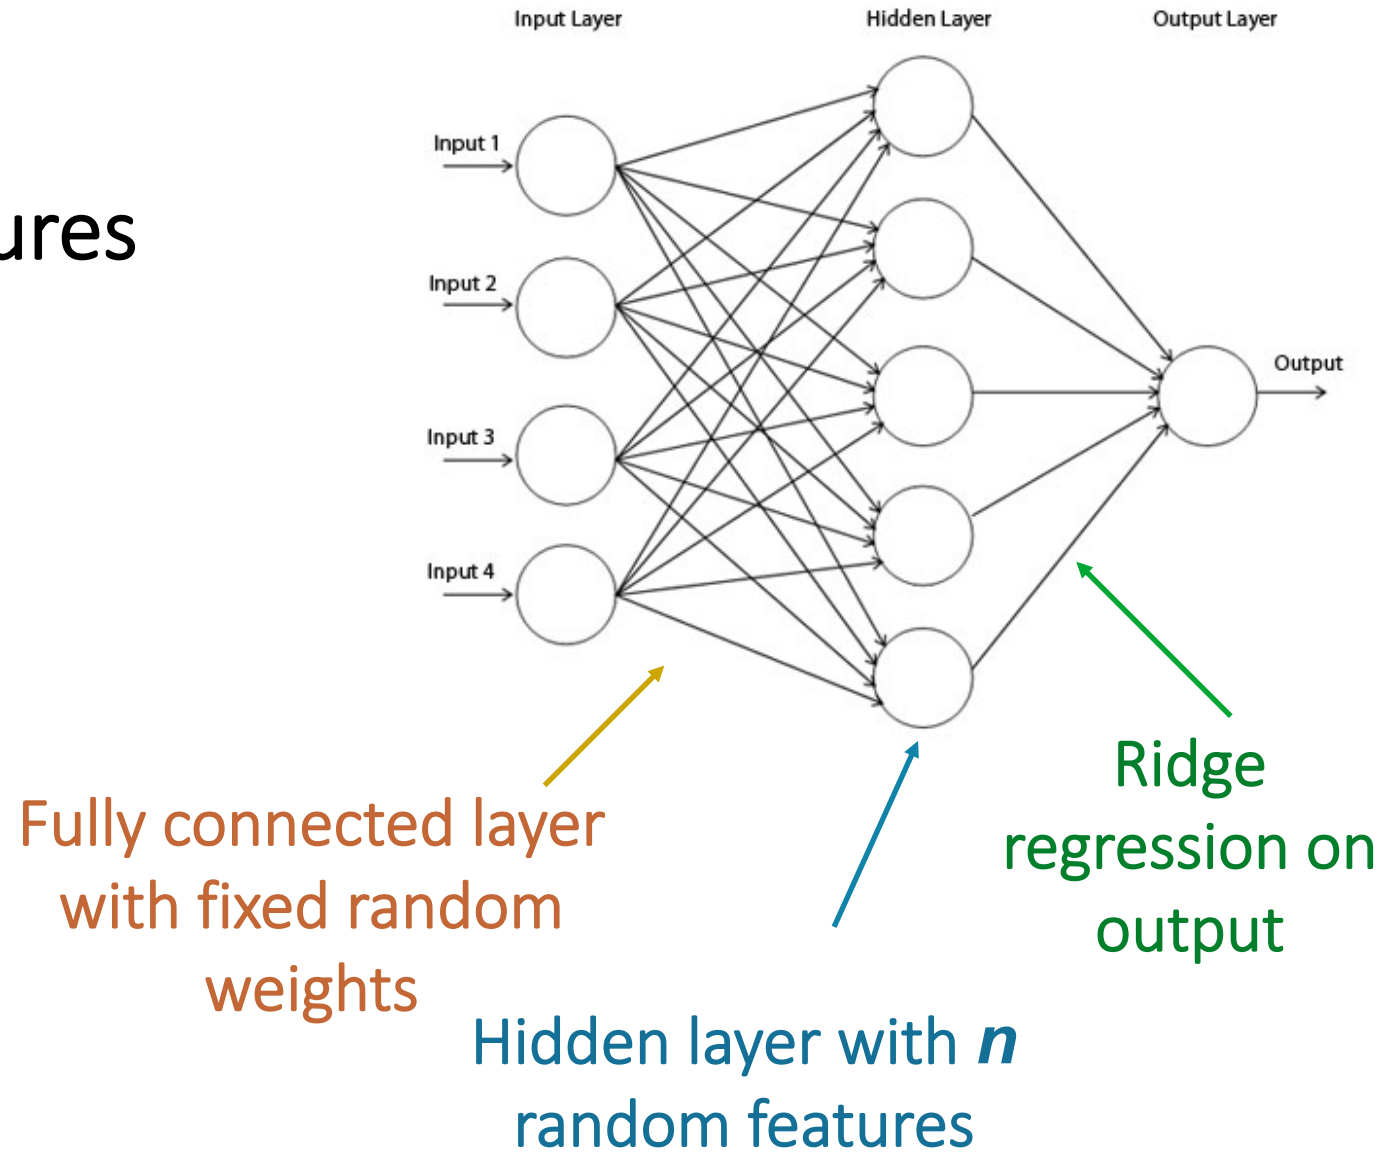 Input Layer
Hidden Layer
Output Layer
Input 1
ures
Input 2
Output
Input 3
Input 4
Fully connected layer
with fixed random
weights
Ridge
regression on
output
Hidden layer with n
random features